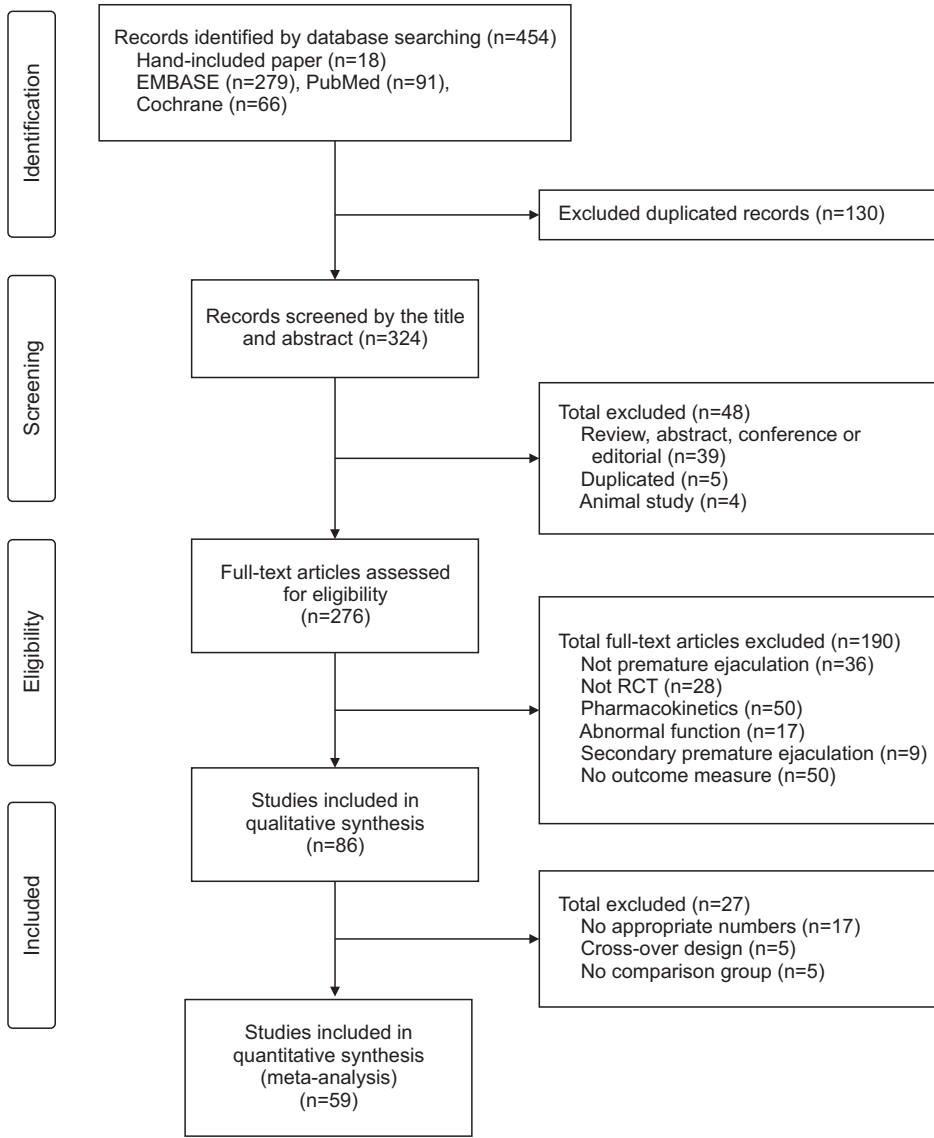 Identification
Records identified by database searching (n=454)
Hand-included paper (n=18)
EMBASE (n=279), PubMed (n=91),
Cochrane (n=66)
Excluded duplicated records (n=130)
Screening
Records screened by the title
and abstract (n=324)
Total excluded (n=48)
Review, abstract, conference or
editorial (n=39)
Duplicated (n=5)
Animal study (n=4)
Eligibility
Full-text articles assessed
for eligibility
(n=276)
Total full-text articles excluded (n=190)
Not premature ejaculation (n=36)
Not RCT (n=28)
Pharmacokinetics (n=50)
Abnormal function (n=17)
Secondary premature ejaculation (n=9)
No outcome measure (n=50)
Included
Studies included in
qualitative synthesis
(n=86)
Total excluded (n=27)
No appropriate numbers (n=17)
Cross-over design (n=5)
No comparison group (n=5)
Studies included in
quantitative synthesis
(meta-analysis)
(n=59)